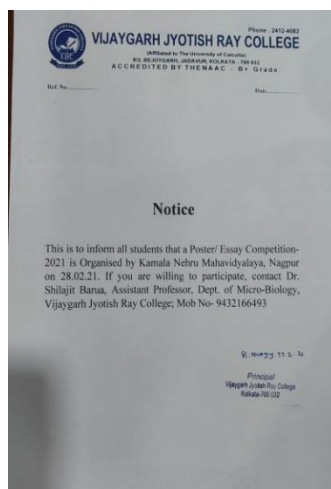 Phone : 2412-4082
VIJAYGARH JYOTISH RAY COLLEGE
(Affiliated to The University of Calcutta)
8/2, BEJOYGARH, JADAVUR, KOLKATA - 700 032
ACCREDITED BY THENAAC - B+ Grade
Ref. No.
Date
Notice
This is to inform all students that a Poster/ Essay Competition-
2021 is Organised by Kamala Nehru Mahavidyalaya, Nagpur
on 28.02.21. If you are willing to participate, contact Dr.
Shilajit Barua, Assistant Professor, Dept. of Micro-Biology,
Vijaygarh Jyotish Ray College; Mob No- 9432166493
Principal
Vijaygarh Jyotish Ray College
Kolkata-700 032